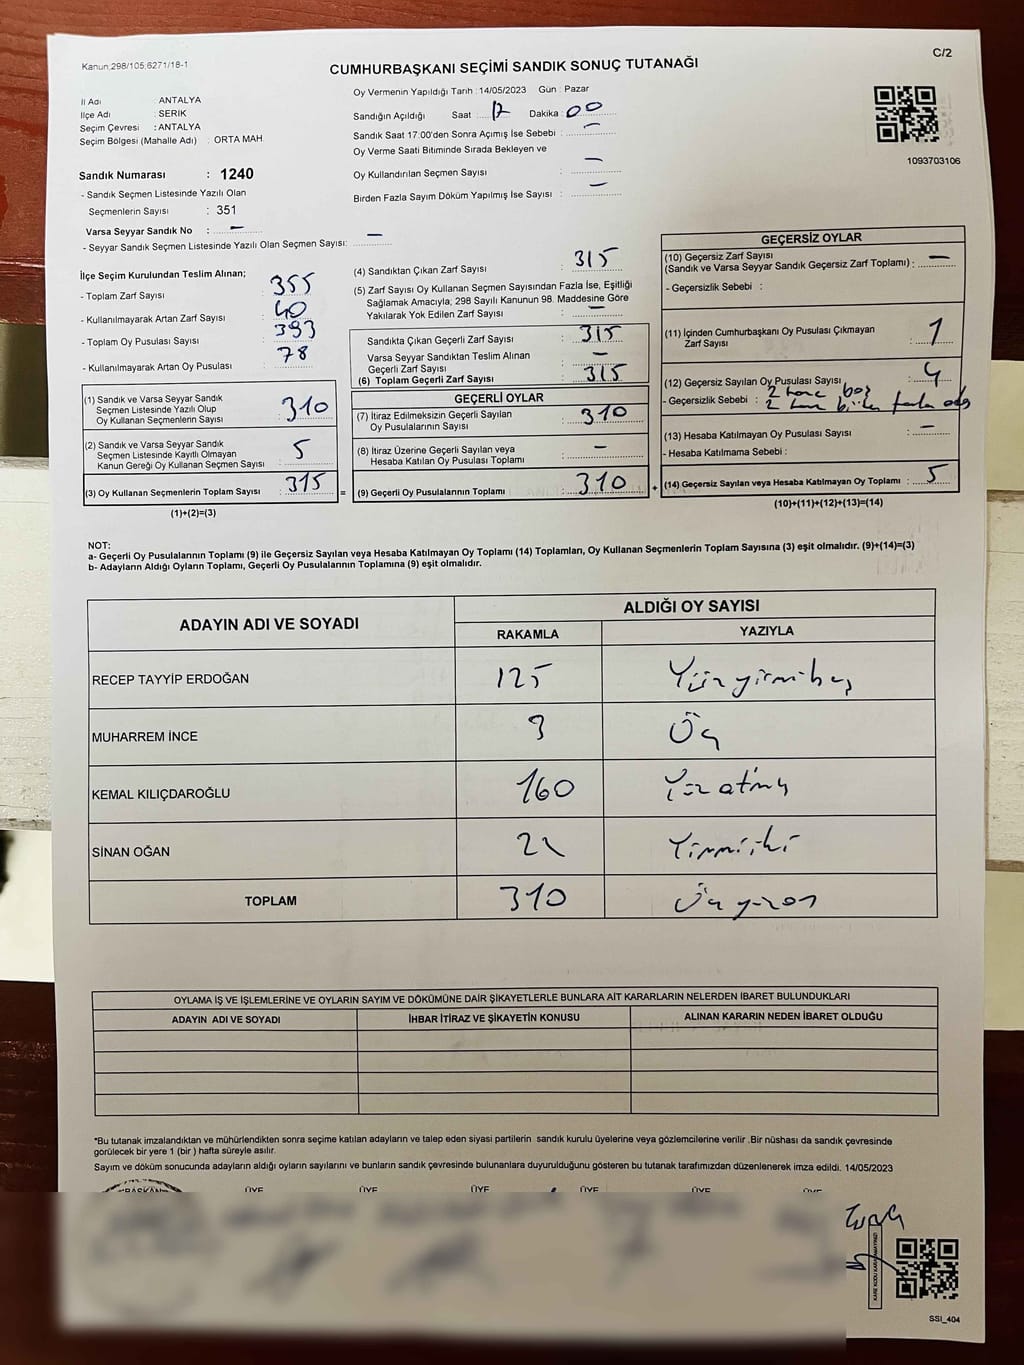 Kanun:298/105,6271/18-1
C/2
CUMHURBAŞKANI SEÇİMİ SANDIK SONUÇ TUTANAĞI
İl Adı : ANTALYA
İlçe Adı : SERİK
Seçim Çevresi : ANTALYA
Seçim Bölgesi (Mahalle Adı) : ORTA MAH
Oy Vermenin Yapıldığı Tarih : 14/05/2023 Gün : Pazar
Sandığın Açıldığı Saat : 17 Dakika : 00
Sandık Saat 17:00'den Sonra Açımış İse Sebebi : –
Oy Verme Saati Bitiminde Sırada Bekleyen ve
Oy Kullandırılan Seçmen Sayısı : –
Birden Fazla Sayım Döküm Yapılmış İse Sayısı : –
1093703106
Sandık Numarası : 1240
- Sandık Seçmen Listesinde Yazılı Olan
Seçmenlerin Sayısı : 351
Varsa Seyyar Sandık No : –
- Seyyar Sandık Seçmen Listesinde Yazılı Olan Seçmen Sayısı: –
İlçe Seçim Kurulundan Teslim Alınan;
- Toplam Zarf Sayısı : 355
- Kullanılmayarak Artan Zarf Sayısı : 40
- Toplam Oy Pusulası Sayısı : 393
- Kullanılmayarak Artan Oy Pusulası : 78
(1) Sandık ve Varsa Seyyar Sandık
Seçmen Listesinde Yazılı Olup
Oy Kullanan Seçmenlerin Sayısı : 310
(2) Sandık ve Varsa Seyyar Sandık
Seçmen Listesinde Kayıtlı Olmayan
Kanun Gereği Oy Kullanan Seçmen Sayısı : 5
(3) Oy Kullanan Seçmenlerin Toplam Sayısı : 315 =
(1)+(2)=(3)
(4) Sandıktan Çıkan Zarf Sayısı : 315
(5) Zarf Sayısı Oy Kullanan Seçmen Sayısından Fazla İse, Eşitliği
Sağlamak Amacıyla; 298 Sayılı Kanunun 98. Maddesine Göre
Yakılarak Yok Edilen Zarf Sayısı : –
Sandıkta Çıkan Geçerli Zarf Sayısı : 315
Varsa Seyyar Sandıktan Teslim Alınan
Geçerli Zarf Sayısı : –
(6) Toplam Geçerli Zarf Sayısı : 315
GEÇERLİ OYLAR
(7) İtiraz Edilmeksizin Geçerli Sayılan
Oy Pusulalarının Sayısı : 310
(8) İtiraz Üzerine Geçerli Sayılan veya
Hesaba Katılan Oy Pusulası Toplamı : –
(9) Geçerli Oy Pusulalarının Toplamı : 310 +
GEÇERSİZ OYLAR
(10) Geçersiz Zarf Sayısı
(Sandık ve Varsa Seyyar Sandık Geçersiz Zarf Toplamı) : –
- Geçersizlik Sebebi :
(11) İçinden Cumhurbaşkanı Oy Pusulası Çıkmayan
Zarf Sayısı : 1
(12) Geçersiz Sayılan Oy Pusulası Sayısı : 4
- Geçersizlik Sebebi : 2 tane boş
2 tane fazla
(13) Hesaba Katılmayan Oy Pusulası Sayısı : –
- Hesaba Katılmama Sebebi :
(14) Geçersiz Sayılan veya Hesaba Katılmayan Oy Toplamı : 5
(10)+(11)+(12)+(13)=(14)
NOT:
a- Geçerli Oy Pusulalarının Toplamı (9) ile Geçersiz Sayılan veya Hesaba Katılmayan Oy Toplamı (14) Toplamları, Oy Kullanan Seçmenlerin Toplam Sayısına (3) eşit olmalıdır. (9)+(14)=(3)
b- Adayların Aldığı Oyların Toplamı, Geçerli Oy Pusulalarının Toplamına (9) eşit olmalıdır.
ADAYIN ADI VE SOYADI
ALDIĞI OY SAYISI
RAKAMLA YAZIYLA
RECEP TAYYİP ERDOĞAN 125 Yüzyirmibeş
MUHARREM İNCE 3 Üç
KEMAL KILIÇDAROĞLU 160 Yüzatmış
SİNAN OĞAN 22 Yirmiiki
TOPLAM 310 Üçyüzon
OYLAMA İŞ VE İŞLEMLERİNE VE OYLARIN SAYIM VE DÖKÜMÜNE DAİR ŞİKAYETLERLE BUNLARA AİT KARARLARIN NELERDEN İBARET BULUNDUKLARI
ADAYIN ADI VE SOYADI İHBAR İTİRAZ VE ŞİKAYETİN KONUSU ALINAN KARARIN NEDEN İBARET OLDUĞU
*Bu tutanak imzalandıktan ve mühürlendikten sonra seçime katılan adayların ve talep eden siyasi partilerin sandık kurulu üyelerine veya gözlemcilerine verilir .Bir nüshası da sandık çevresinde
görülecek bir yere 1 (bir ) hafta süreyle asılır.
Sayım ve döküm sonucunda adayların aldığı oyların sayılarını ve bunların sandık çevresinde bulunanlara duyurulduğunu gösteren bu tutanak tarafımızdan düzenlenerek imza edildi. 14/05/2023
BAŞKAN ÜYE ÜYE ÜYE ÜYE ÜYE ÜYE
SSI_404